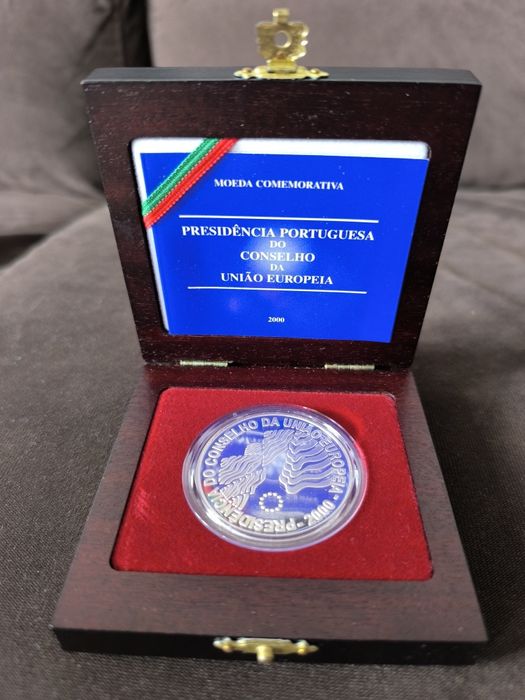 MOEDA COMEMORATIVA
PRESIDÊNCIA PORTUGUESA
DO
CONSELHO
DA
UNIÃO EUROPEIA
2000
PRESIDÊNCIA DO CONSELHO DA UNIÃO EUROPEIA · 2000 ·